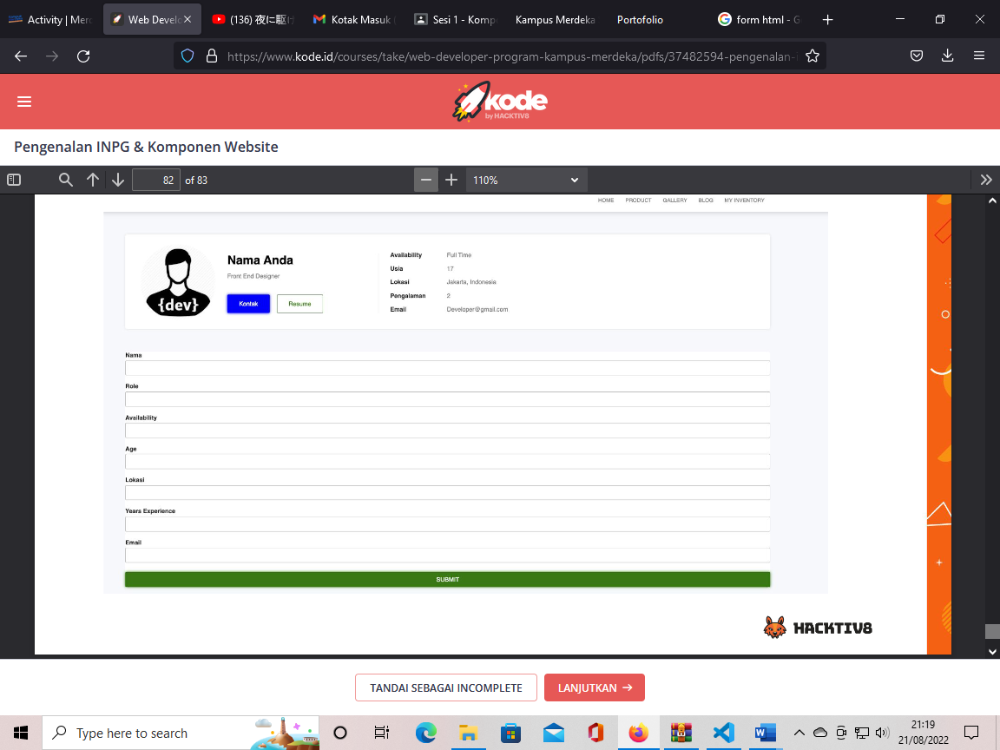 Activity | Mer
Web Develo
(136) 夜に駆け
Kotak Masuk
Sesi 1 - Komp
Kampus Merdeka
Portofolio
form html - G
https://www.kode.id/courses/take/web-developer-program-kampus-merdeka/pdfs/37482594-pengenalan-
kode
by HACKTIV8
Pengenalan INPG & Komponen Website
82 of 83
110%
HOME PRODUCT GALLERY BLOG MY INVENTORY
{dev}
Nama Anda
Front End Designer
Kontak Resume
Availability Full Time
Usia 17
Lokasi Jakarta, Indonesia
Pengalaman 2
Email Developer@gmail.com
Nama
Role
Availability
Age
Lokasi
Years Experience
Email
SUBMIT
HACKTIV8
TANDAI SEBAGAI INCOMPLETE
LANJUTKAN →
Type here to search
21:19
21/08/2022